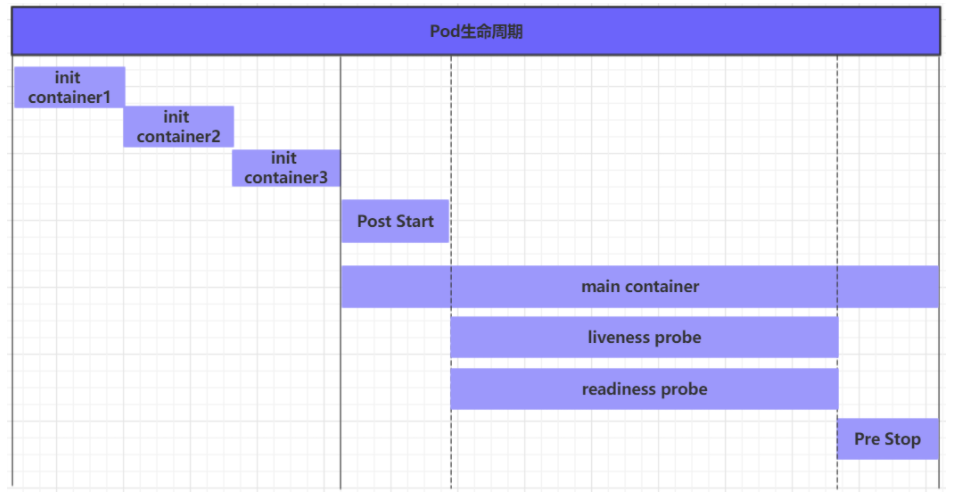 Pod生命周期
init
container1
init
container2
init
container3
Post Start
main container
liveness probe
readiness probe
Pre Stop